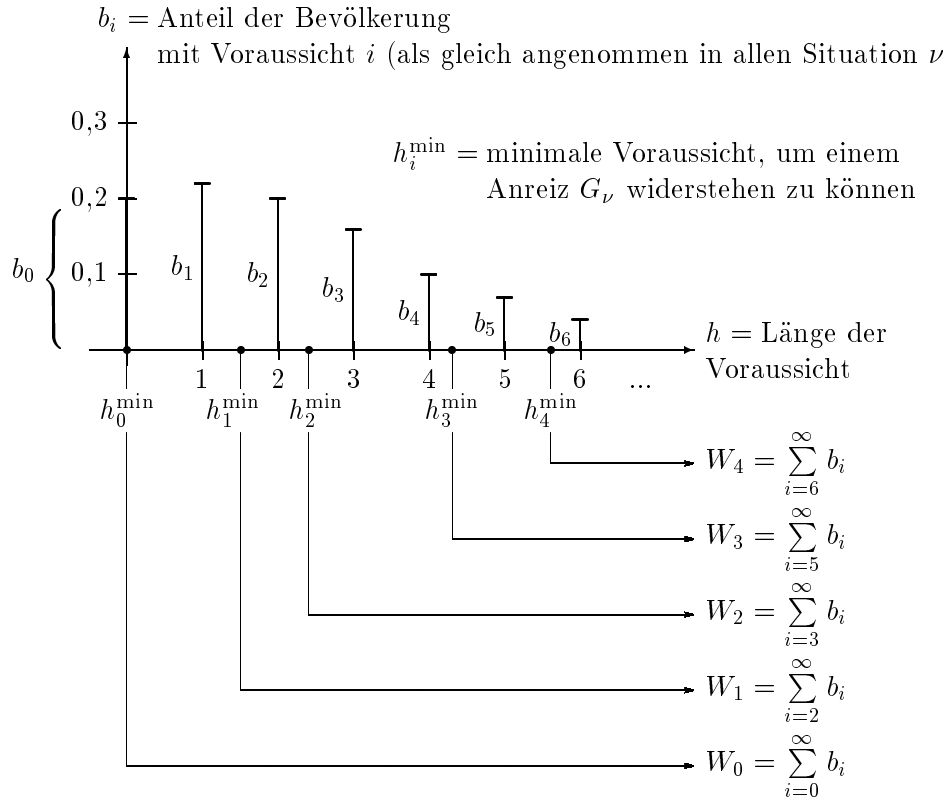 b_i = Anteil der Bevölkerung
mit Voraussicht i (als gleich angenommen in allen Situation ν
0,3
h_i^min = minimale Voraussicht, um einem
Anreiz G_ν widerstehen zu können
0,2
b_0
0,1
b_1
b_2
b_3
b_4
b_5
b_6
h = Länge der
Voraussicht
1 2 3 4 5 6 ...
h_0^min h_1^min h_2^min h_3^min h_4^min
W_4 = ∑_{i=6}^∞ b_i
W_3 = ∑_{i=5}^∞ b_i
W_2 = ∑_{i=3}^∞ b_i
W_1 = ∑_{i=2}^∞ b_i
W_0 = ∑_{i=0}^∞ b_i